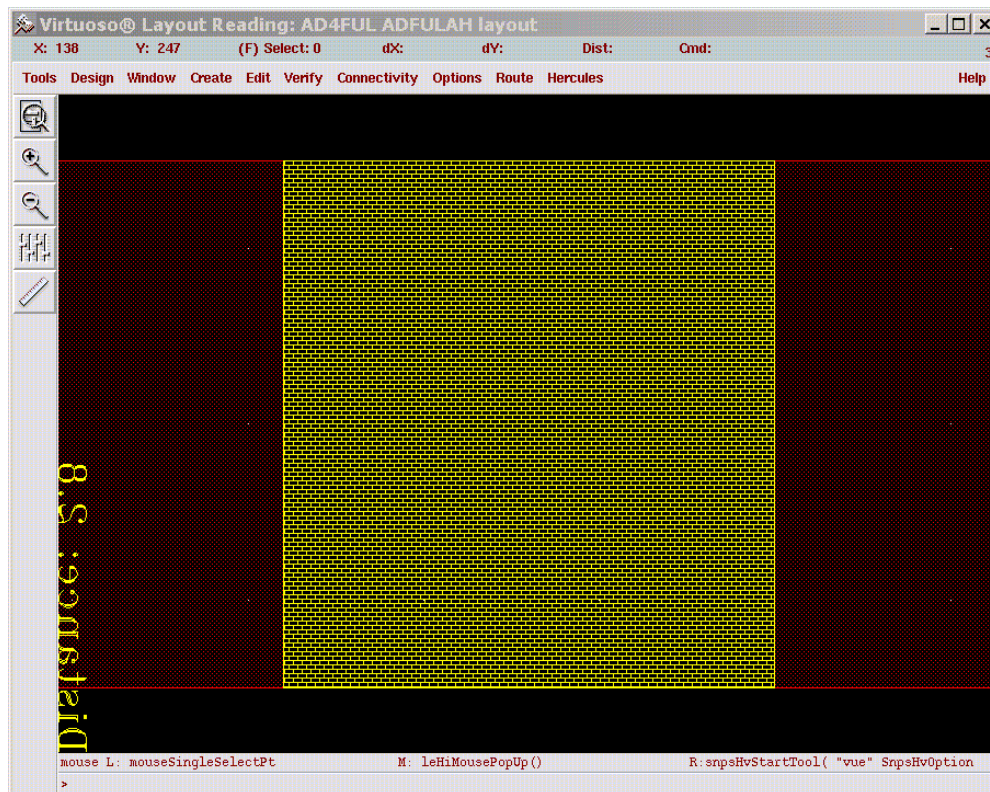 Virtuoso® Layout Reading: AD4FUL ADFULAH layout
X: 138 Y: 247 (F) Select: 0 dX: dY: Dist: Cmd: 3
Tools Design Window Create Edit Verify Connectivity Options Route Hercules Help
Distance: S.8
mouse L: mouseSingleSelectPt M: leHiMousePopUp() R:snpsHvStartTool( "vue" SnpsHvOption
>